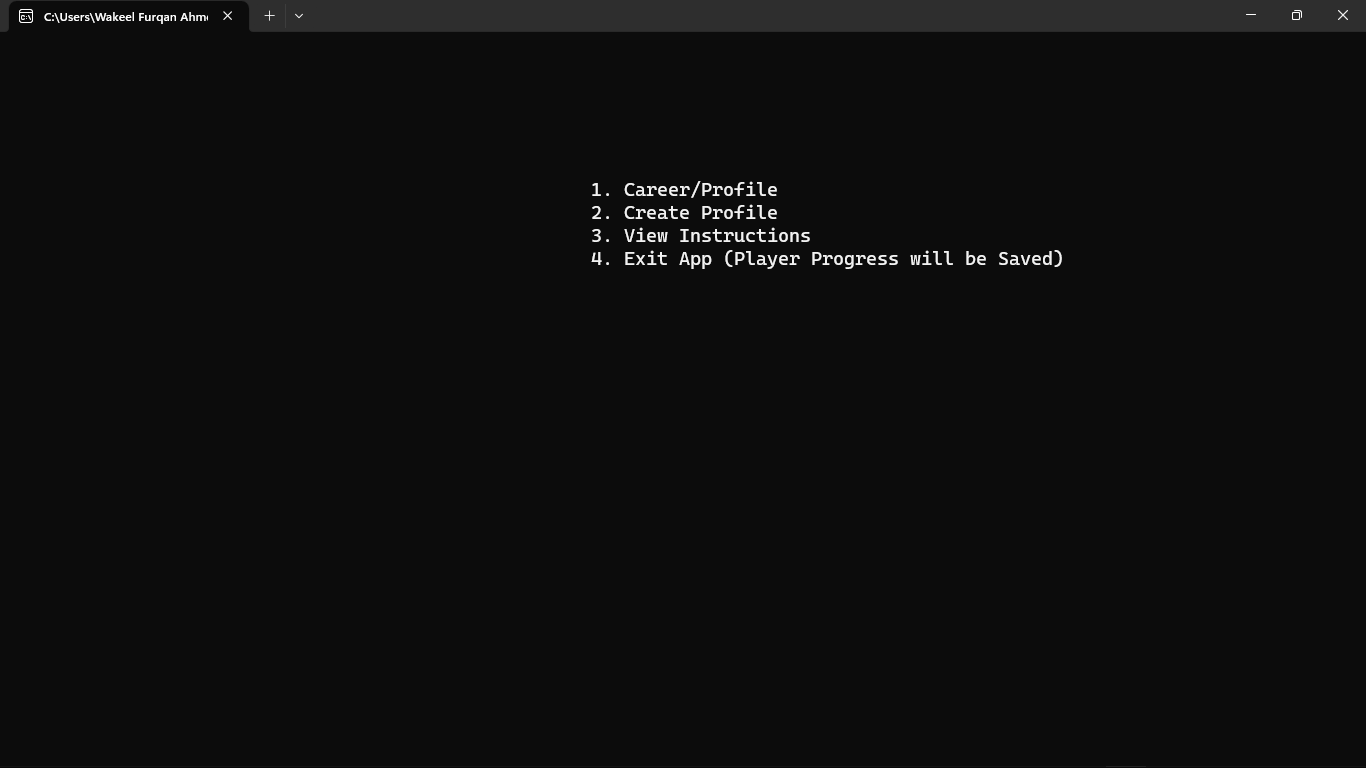 C:\Users\Wakeel Furqan Ahm
1. Career/Profile
2. Create Profile
3. View Instructions
4. Exit App (Player Progress will be Saved)